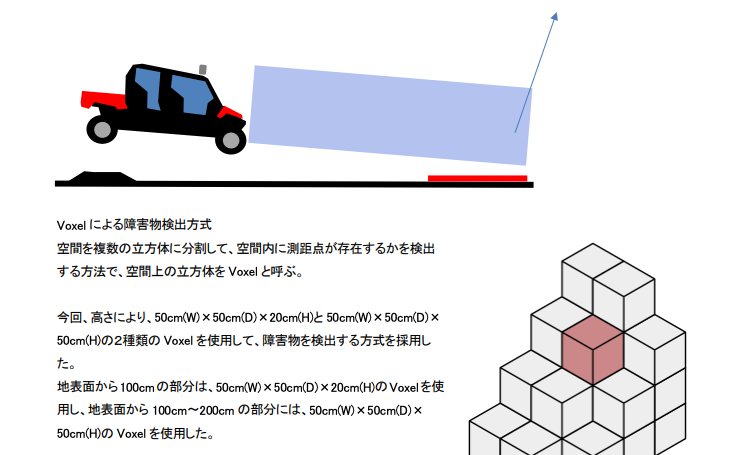 Voxel による障害物検出方式
空間を複数の立方体に分割して、空間内に測距点が存在するかを検出
する方法で、空間上の立方体を Voxel と呼ぶ。
今回、高さにより、50cm(W)×50cm(D)×20cm(H)と 50cm(W)×50cm(D)×
50cm(H)の2種類の Voxel を使用して、障害物を検出する方式を採用し
た。
地表面から100cm の部分は、50cm(W)×50cm(D)×20cm(H)の Voxel を使
用し、地表面から 100cm～200cm の部分には、50cm(W)×50cm(D)×
50cm(H)の Voxel を使用した。